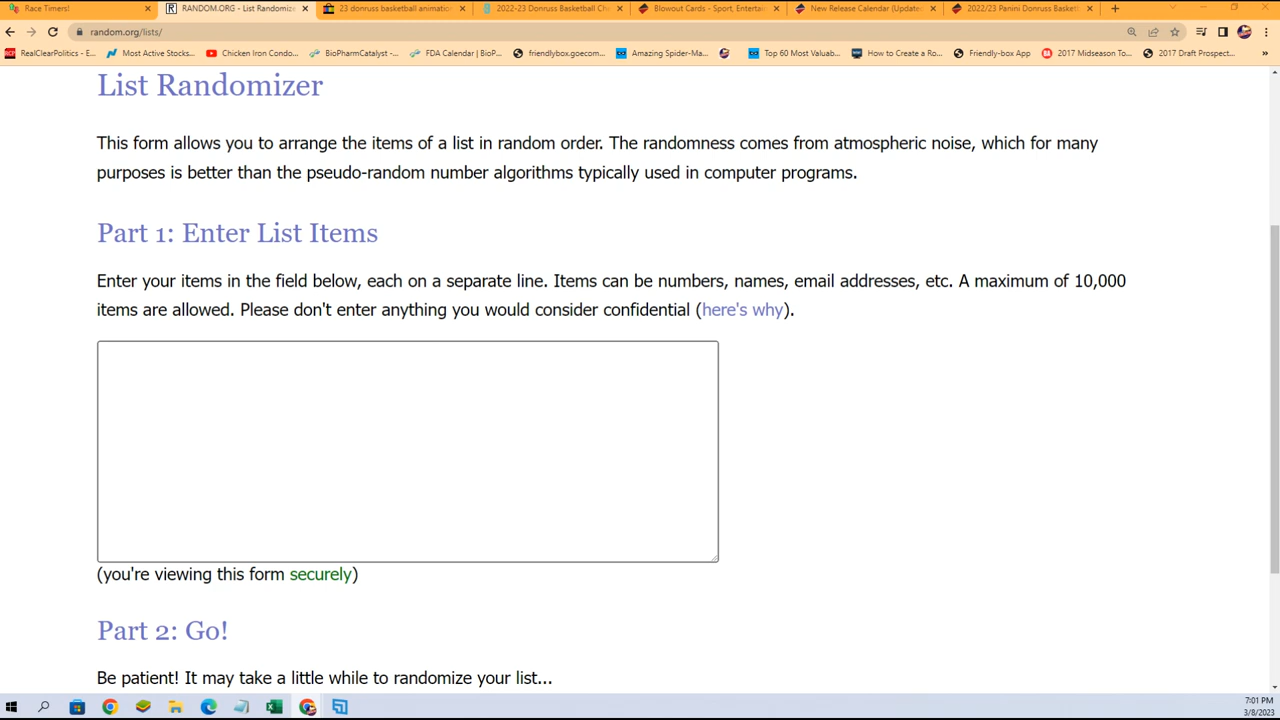 Race Timers!
RANDOM.ORG - List Randomize
23 donruss basketball animation
2022-23 Donruss Basketball Che
Blowout Cards - Sport, Enterta
New Release Calendar (Update
2022/23 Panini Donruss Basket
random.org/lists/
RealClearPolitics - E...
Most Active Stocks...
Chicken Iron Condo...
BioPharmCatalyst -...
FDA Calendar | BioP...
friendlybox.goecom...
Amazing Spider-Ma...
Top 60 Most Valuab...
How to Create a Ro...
Friendly-box App
2017 Midseason To...
2017 Draft Prospect...
»
List Randomizer
This form allows you to arrange the items of a list in random order. The randomness comes from atmospheric noise, which for many
purposes is better than the pseudo-random number algorithms typically used in computer programs.
Part 1: Enter List Items
Enter your items in the field below, each on a separate line. Items can be numbers, names, email addresses, etc. A maximum of 10,000
items are allowed. Please don't enter anything you would consider confidential (here's why).
(you're viewing this form securely)
Part 2: Go!
Be patient! It may take a little while to randomize your list...
7:01 PM
3/8/2023